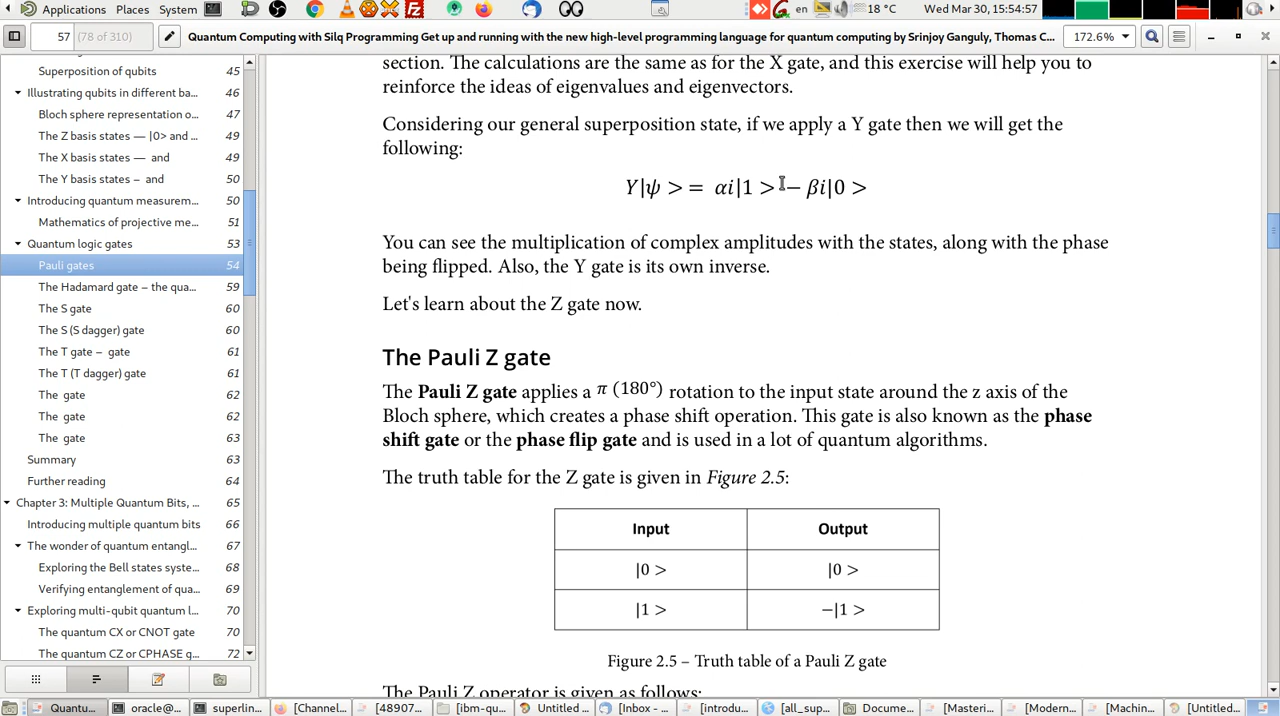 Applications Places System en 18 °C Wed Mar 30, 15:54:57
57 (78 of 310) Quantum Computing with Silq Programming Get up and running with the new high-level programming language for quantum computing by Srinjoy Ganguly, Thomas C... 172.6%
Superposition of qubits 45
Illustrating qubits in different ba... 46
Bloch sphere representation o... 47
The Z basis states — |0> and ... 49
The X basis states — and 49
The Y basis states – and 50
Introducing quantum measurem... 50
Mathematics of projective me... 51
Quantum logic gates 53
Pauli gates 54
The Hadamard gate – the qua... 59
The S gate 60
The S (S dagger) gate 60
The T gate – gate 61
The T (T dagger) gate 61
The gate 62
The gate 62
The gate 63
Summary 63
Further reading 64
Chapter 3: Multiple Quantum Bits, ... 65
Introducing multiple quantum bits 66
The wonder of quantum entangl... 67
Exploring the Bell states syste... 68
Verifying entanglement of qua... 69
Exploring multi-qubit quantum l... 70
The quantum CX or CNOT gate 70
The quantum CZ or CPHASE g... 72
section. The calculations are the same as for the X gate, and this exercise will help you to
reinforce the ideas of eigenvalues and eigenvectors.
Considering our general superposition state, if we apply a Y gate then we will get the
following:
Y|ψ > = αi|1 > − βi|0 >
You can see the multiplication of complex amplitudes with the states, along with the phase
being flipped. Also, the Y gate is its own inverse.
Let's learn about the Z gate now.
The Pauli Z gate
The Pauli Z gate applies a π (180°) rotation to the input state around the z axis of the
Bloch sphere, which creates a phase shift operation. This gate is also known as the phase
shift gate or the phase flip gate and is used in a lot of quantum algorithms.
The truth table for the Z gate is given in Figure 2.5:
Input Output
|0 > |0 >
|1 > −|1 >
Figure 2.5 – Truth table of a Pauli Z gate
The Pauli Z operator is given as follows:
Quantu... oracle@... superlin... [Channel... [48907... [ibm-qu... Untitled ... [Inbox - ... [introdu... [all_sup... Docume... [Masteri... [Modern... [Machin... [Untitled...